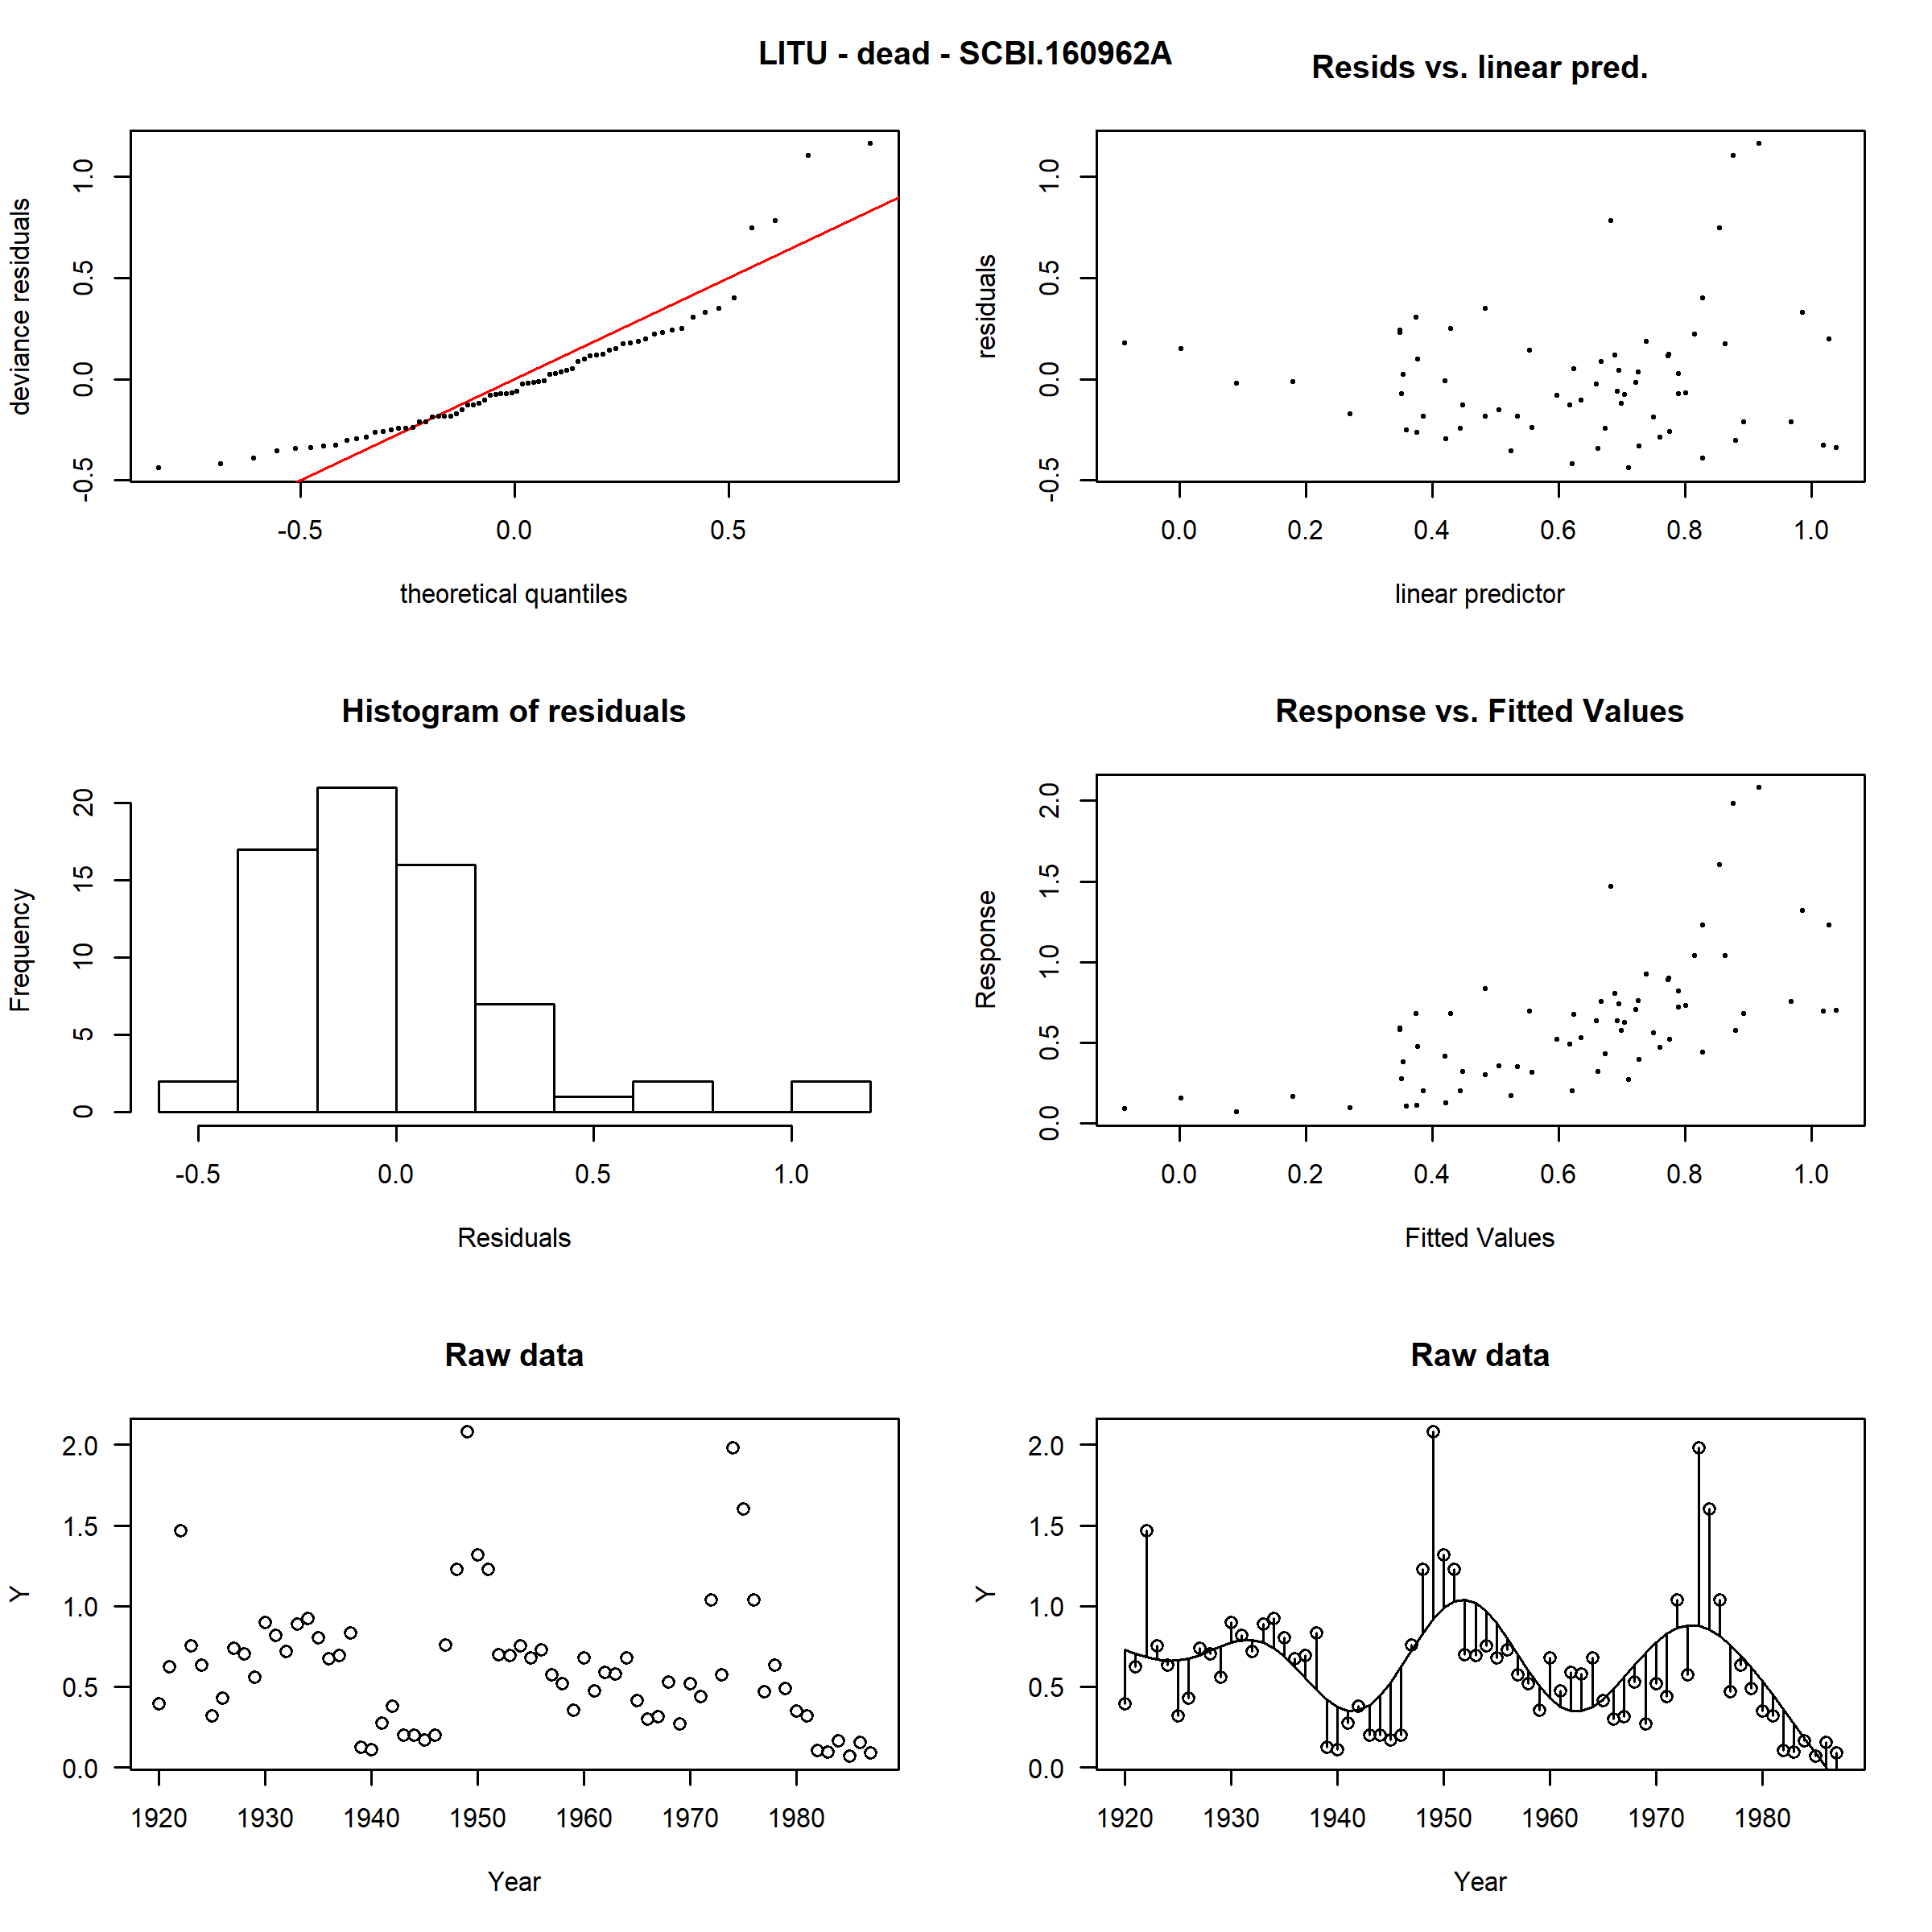 LITU - dead - SCBI.160962A
deviance residuals
1.0
0.5
0.0
-0.5
-0.5 0.0 0.5
theoretical quantiles
Resids vs. linear pred.
residuals
1.0
0.5
0.0
-0.5
0.0 0.2 0.4 0.6 0.8 1.0
linear predictor
Histogram of residuals
Frequency
20
15
10
5
0
-0.5 0.0 0.5 1.0
Residuals
Response vs. Fitted Values
Response
2.0
1.5
1.0
0.5
0.0
0.0 0.2 0.4 0.6 0.8 1.0
Fitted Values
Raw data
Y
2.0
1.5
1.0
0.5
0.0
1920 1930 1940 1950 1960 1970 1980
Year
Raw data
Y
2.0
1.5
1.0
0.5
0.0
1920 1930 1940 1950 1960 1970 1980
Year